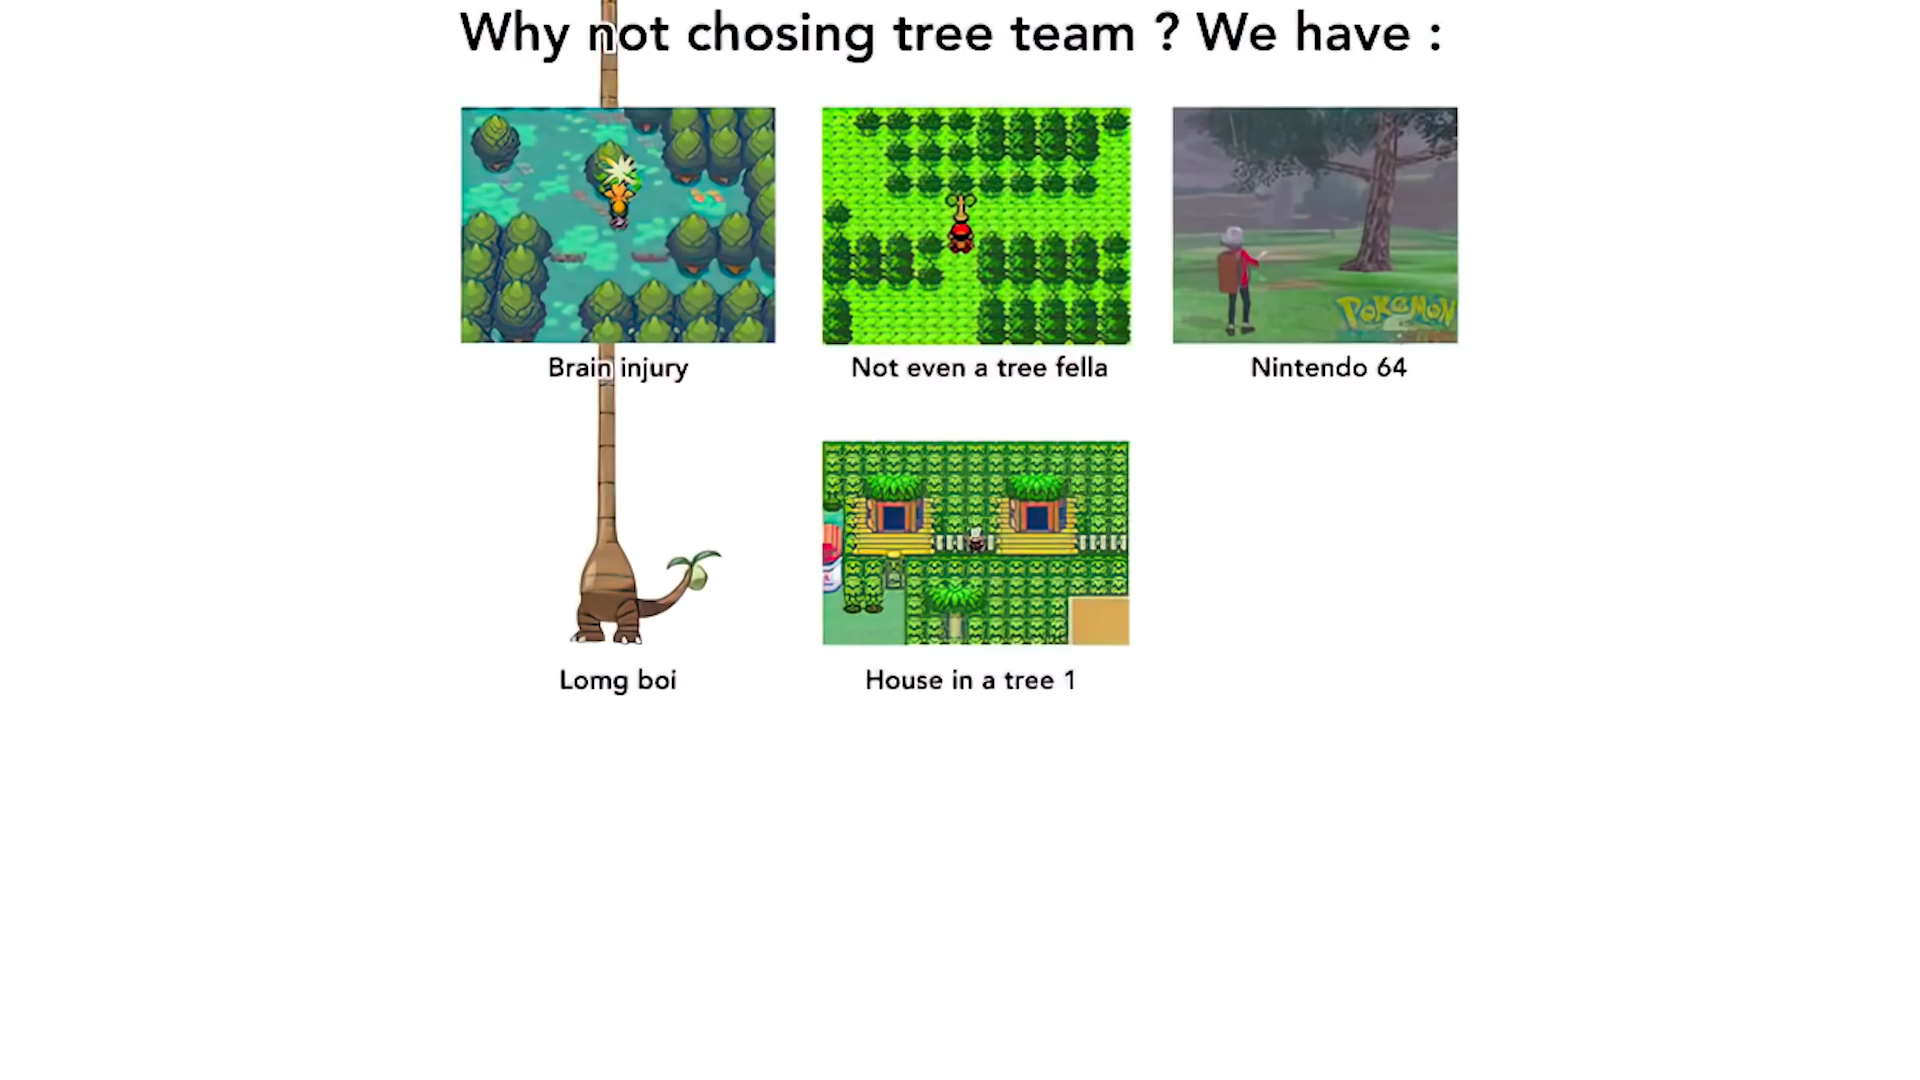 Why not chosing tree team ? We have :
POKéMON
Brain injury
Not even a tree fella
Nintendo 64
Lomg boi
House in a tree 1